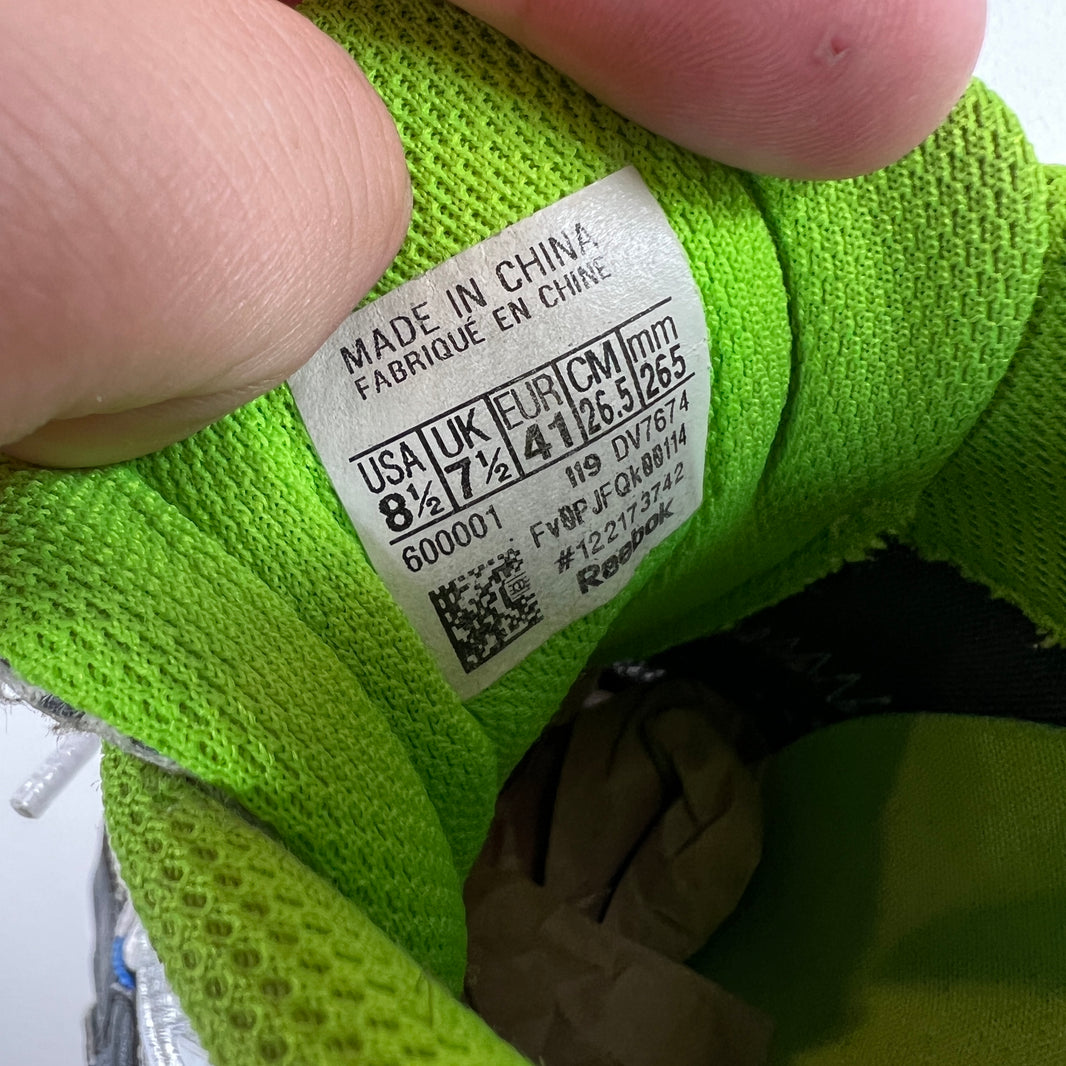 MADE IN CHINA
FABRIQUÉ EN CHINE
USA UK EUR CM mm
8½ 7½ 41 26.5 265
600001 119 DV7674
FvØPJFQk00114
#122173742
Reebok